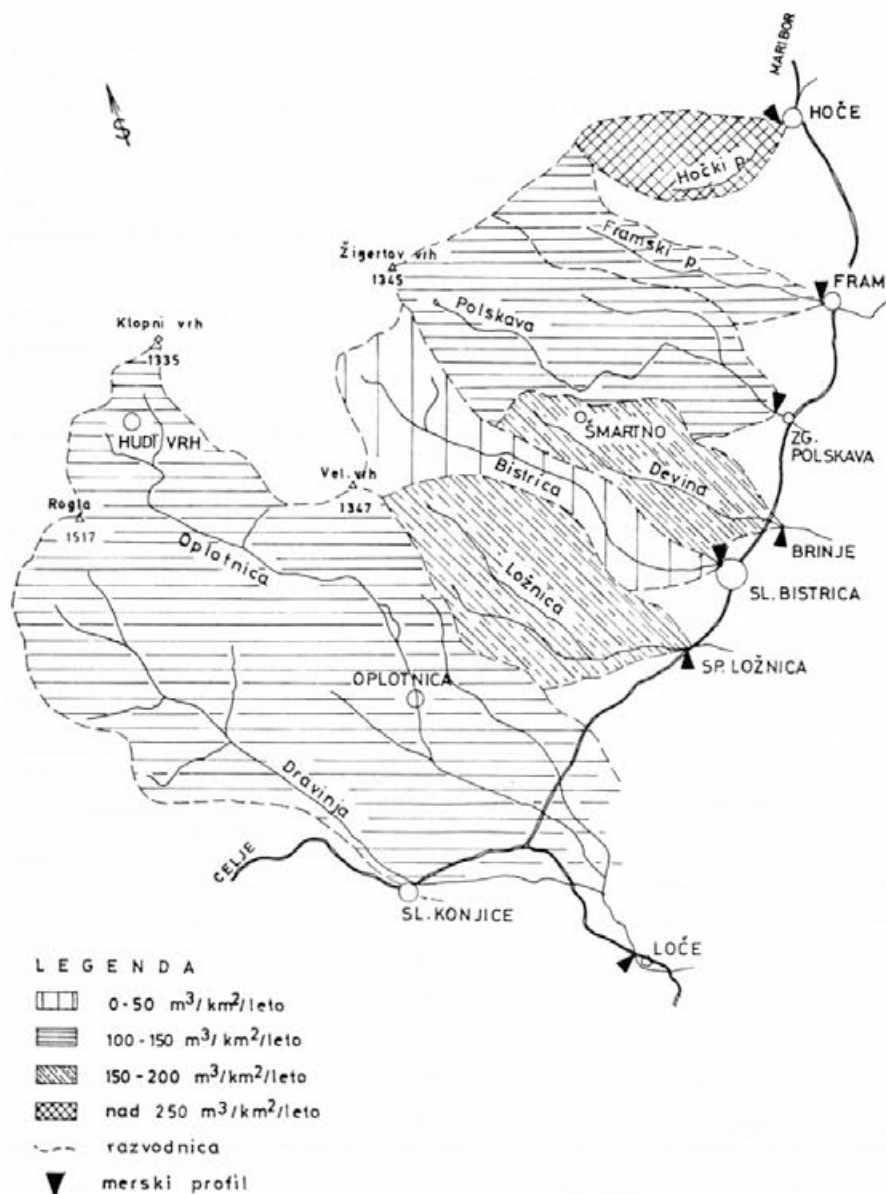 MARIBOR
HOČE
Hočki p.
S
Framski p.
Žigertov vrh
1345
FRAM
Polskava
Klopni vrh
1335
HUDI VRH
ŠMARTNO
ZG.
POLSKAVA
Bistrica
Devina
Vel. vrh
1347
Rogla
1517
Oplotnica
BRINJE
SL. BISTRICA
Ložnica
SP. LOŽNICA
OPLOTNICA
Dravinja
CELJE
SL. KONJICE
LOČE
LEGENDA
0-50 m³/km²/leto
100-150 m³/km²/leto
150-200 m³/km²/leto
nad 250 m³/km²/leto
razvodnica
merski profil